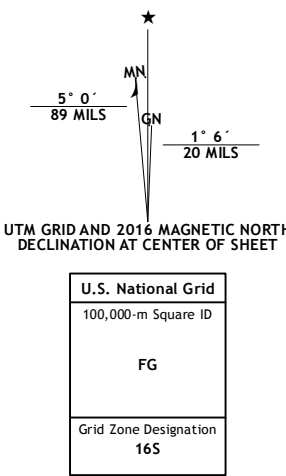 ★
MN
5° 0´
89 MILS
GN
1° 6´
20 MILS
UTM GRID AND 2016 MAGNETIC NORTH
DECLINATION AT CENTER OF SHEET
U.S. National Grid
100,000-m Square ID
FG
Grid Zone Designation
16S